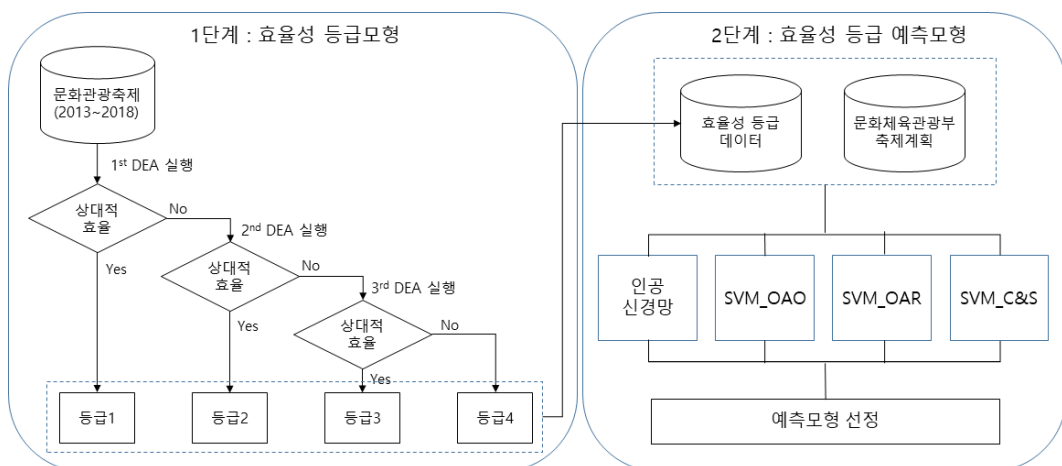 1단계 : 효율성 등급모형
문화관광축제
(2013~2018)
1st DEA 실행
상대적
효율
No
Yes
2nd DEA 실행
상대적
효율
No
Yes
3rd DEA 실행
상대적
효율
No
Yes
등급1
등급2
등급3
등급4
2단계 : 효율성 등급 예측모형
효율성 등급
데이터
문화체육관광부
축제계획
인공
신경망
SVM_OAO
SVM_OAR
SVM_C&S
예측모형 선정